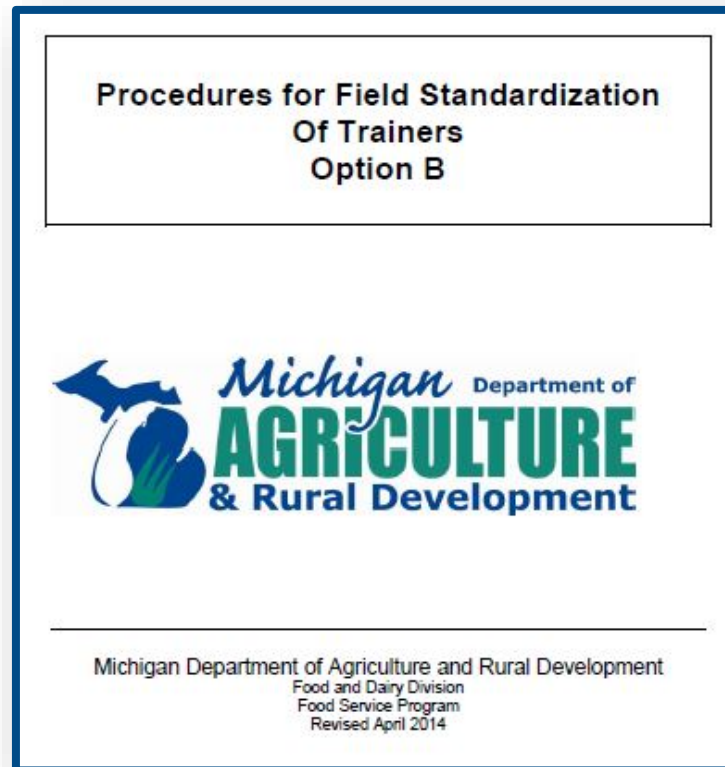 Procedures for Field Standardization
Of Trainers
Option B
Michigan Department of
AGRICULTURE
& Rural Development
Michigan Department of Agriculture and Rural Development
Food and Dairy Division
Food Service Program
Revised April 2014